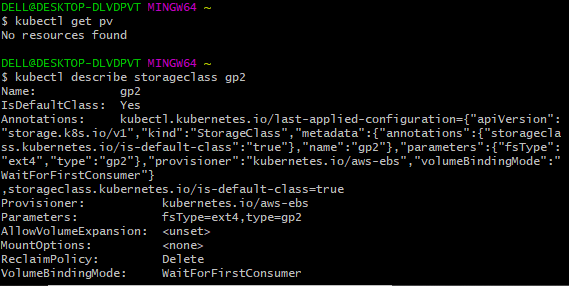 DELL@DESKTOP-DLVDPVT MINGW64 ~
$ kubectl get pv
No resources found
DELL@DESKTOP-DLVDPVT MINGW64 ~
$ kubectl describe storageclass gp2
Name:            gp2
IsDefaultClass:  Yes
Annotations:     kubectl.kubernetes.io/last-applied-configuration={"apiVersion":
"storage.k8s.io/v1","kind":"StorageClass","metadata":{"annotations":{"storagecla
ss.kubernetes.io/is-default-class":"true"},"name":"gp2"},"parameters":{"fsType":
"ext4","type":"gp2"},"provisioner":"kubernetes.io/aws-ebs","volumeBindingMode":"
WaitForFirstConsumer"}
,storageclass.kubernetes.io/is-default-class=true
Provisioner:           kubernetes.io/aws-ebs
Parameters:            fsType=ext4,type=gp2
AllowVolumeExpansion:  <unset>
MountOptions:          <none>
ReclaimPolicy:         Delete
VolumeBindingMode:     WaitForFirstConsumer